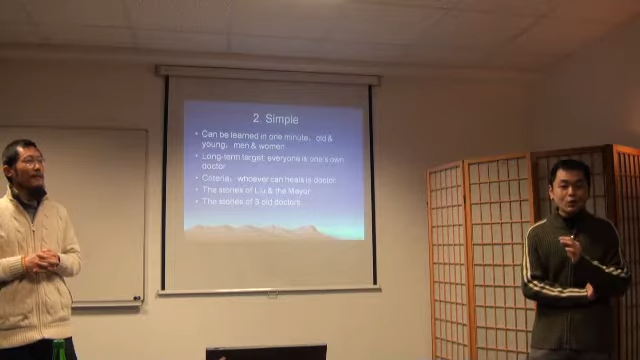 2. Simple
• Can be learned in one minute, old &
young, men & women
• Long-term target: everyone is one's own
doctor
• Criteria, whoever can heals is doctor
• The stories of Liu & the Mayor
• The stories of 3 old doctors